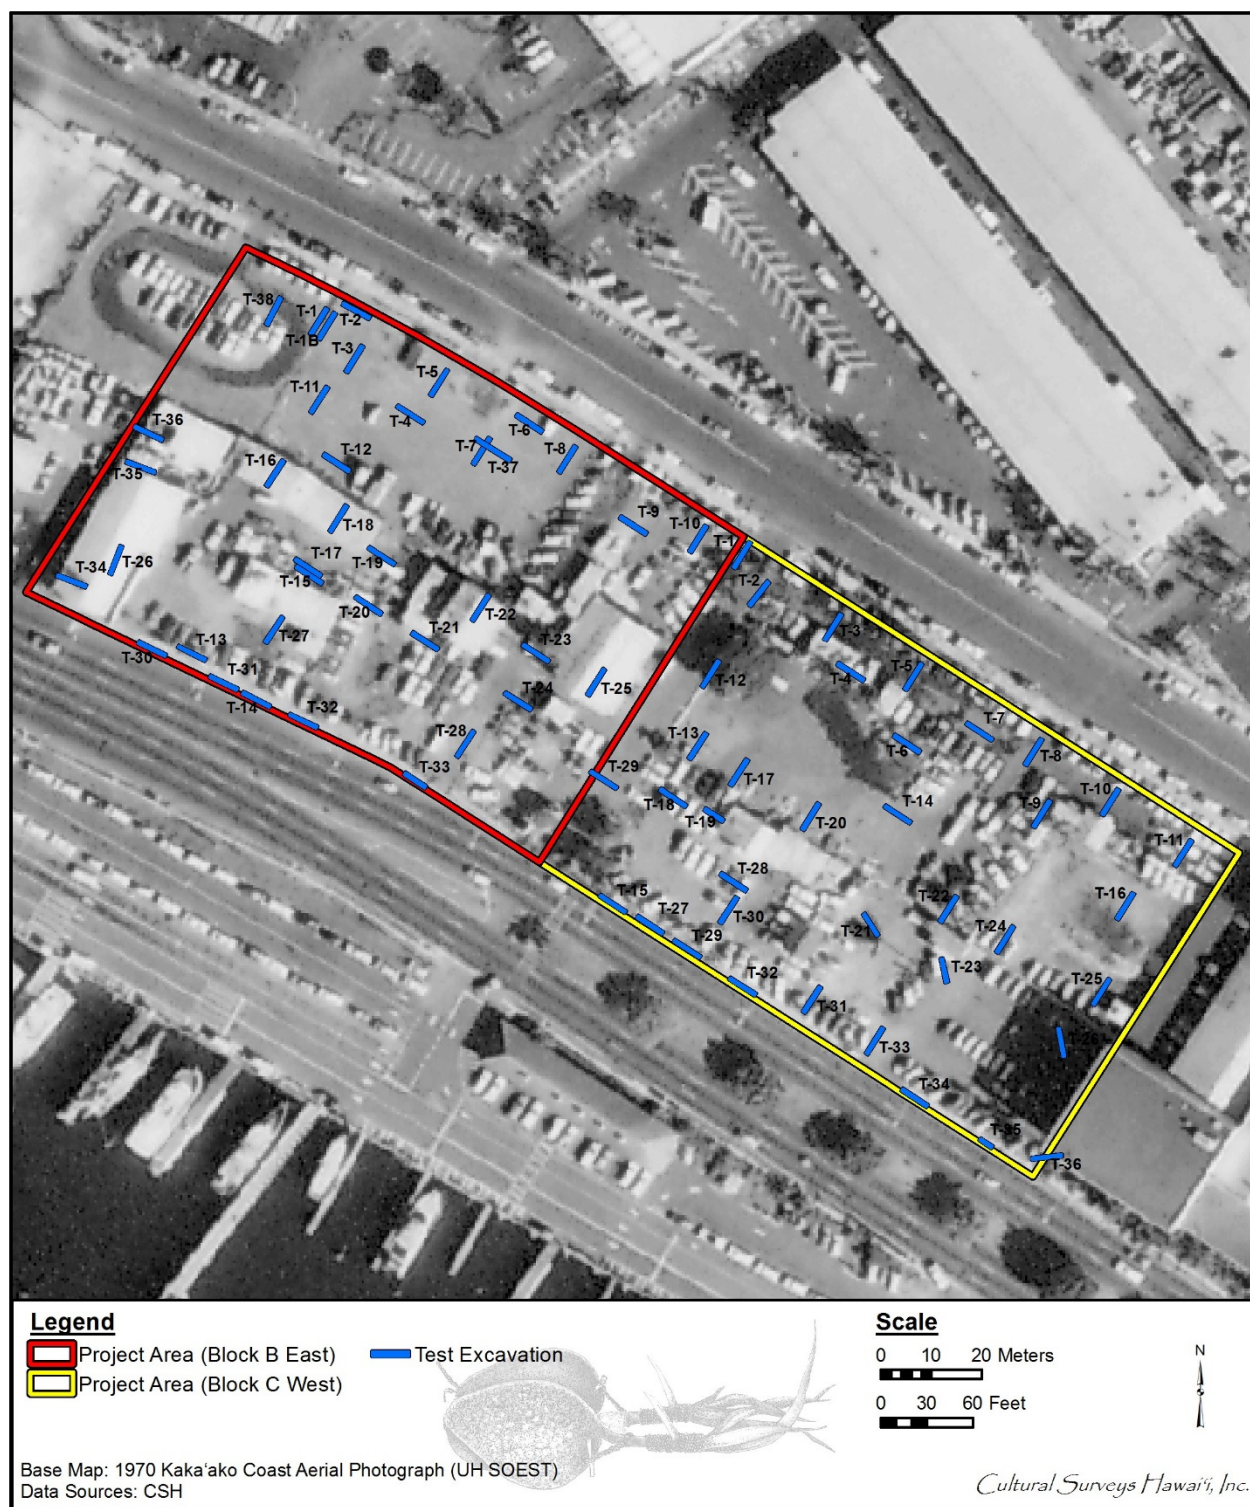 T-38
T-1
T-2
T-1B
T-3
T-5
T-11
T-4
T-6
T-36
T-7
T-8
T-37
T-12
T-35
T-16
T-18
T-9
T-10
T-1
T-17
T-19
T-26
T-34
T-15
T-2
T-20
T-22
T-3
T-27
T-21
T-13
T-23
T-30
T-4
T-5
T-31
T-12
T-25
T-14
T-24
T-32
T-7
T-28
T-13
T-6
T-8
T-33
T-29
T-17
T-18
T-10
T-14
T-9
T-19
T-20
T-11
T-28
T-15
T-22
T-16
T-27
T-30
T-21
T-29
T-24
T-23
T-32
T-25
T-31
T-33
T-26
T-34
T-35
T-36
Legend
Project Area (Block B East)
Test Excavation
Project Area (Block C West)
Scale
0 10 20 Meters
0 30 60 Feet
N
Base Map: 1970 Kakaʻako Coast Aerial Photograph (UH SOEST)
Data Sources: CSH
Cultural Surveys Hawaiʻi, Inc.